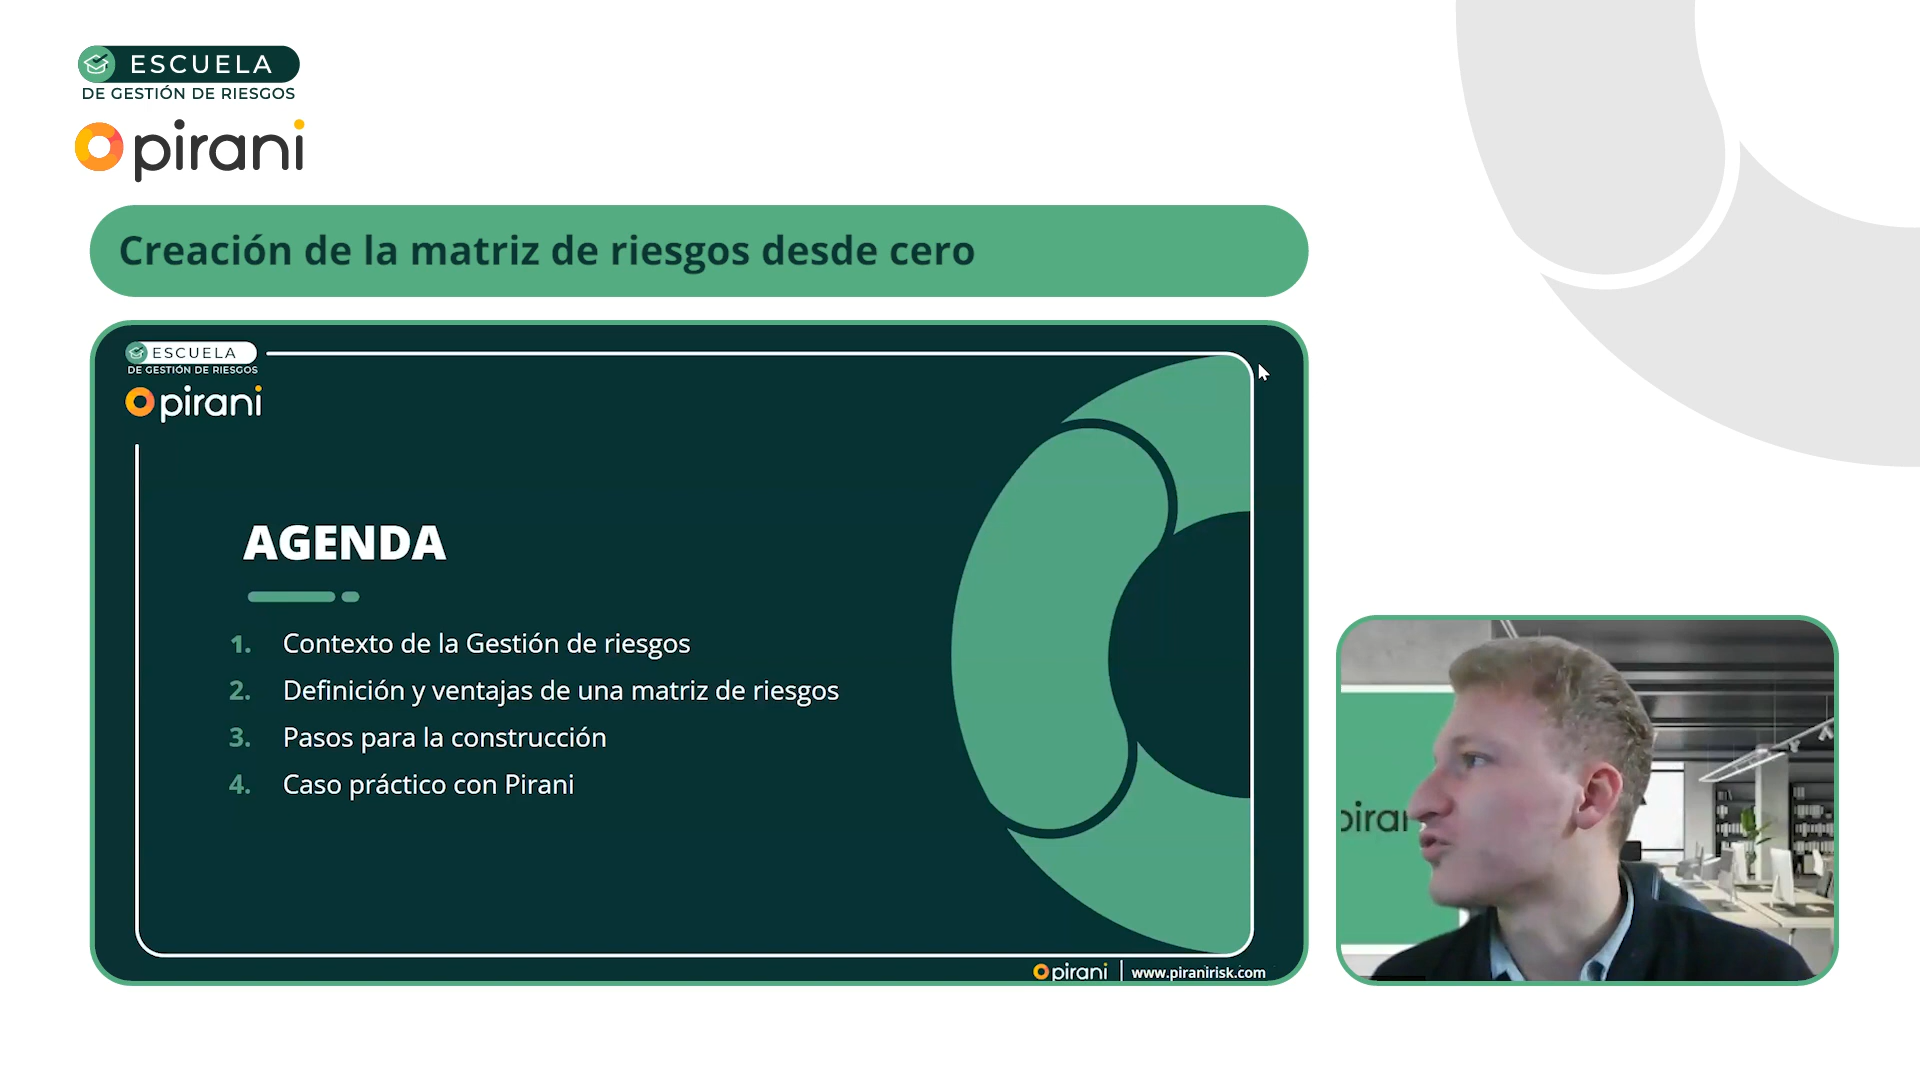 ESCUELA
DE GESTIÓN DE RIESGOS
pirani
Creación de la matriz de riesgos desde cero
ESCUELA
DE GESTIÓN DE RIESGOS
pirani
AGENDA
1. Contexto de la Gestión de riesgos
2. Definición y ventajas de una matriz de riesgos
3. Pasos para la construcción
4. Caso práctico con Pirani
pirani | www.piranirisk.com
pirar